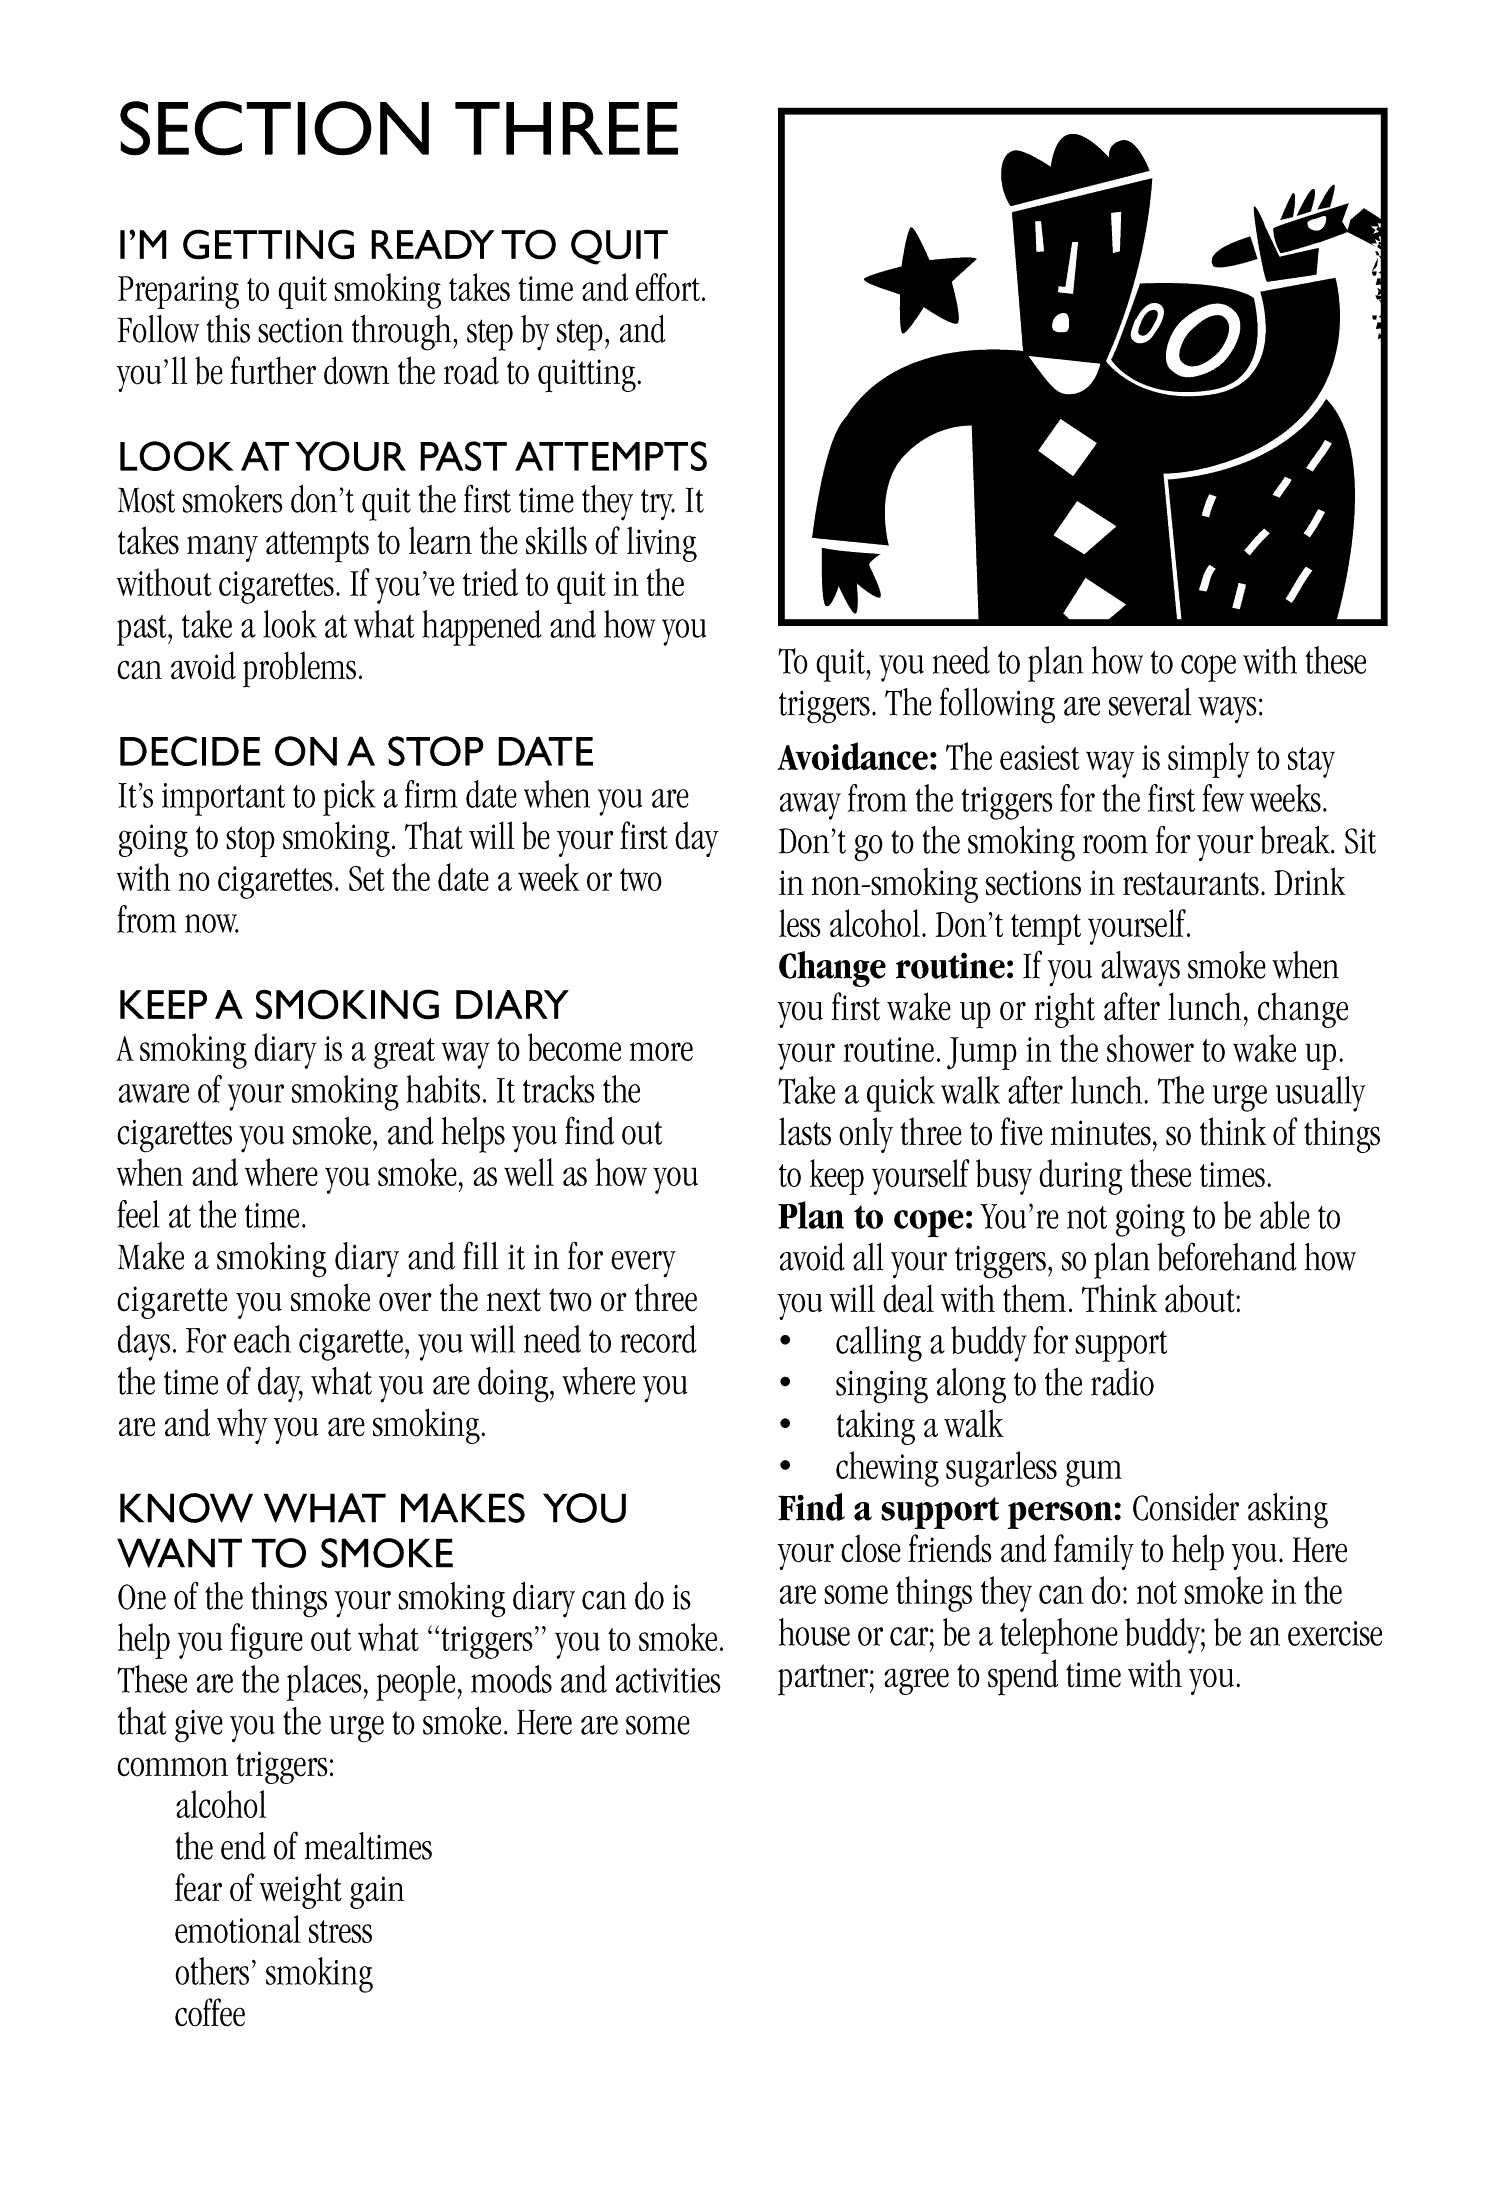 SECTION THREE
I’M GETTING READY TO QUIT
Preparing to quit smoking takes time and effort.
Follow this section through, step by step, and
you’ll be further down the road to quitting.
LOOK AT YOUR PAST ATTEMPTS
Most smokers don’t quit the first time they try. It
takes many attempts to learn the skills of living
without cigarettes. If you’ve tried to quit in the
past, take a look at what happened and how you
can avoid problems.
DECIDE ON A STOP DATE
It’s important to pick a firm date when you are
going to stop smoking. That will be your first day
with no cigarettes. Set the date a week or two
from now.
KEEP A SMOKING DIARY
A smoking diary is a great way to become more
aware of your smoking habits. It tracks the
cigarettes you smoke, and helps you find out
when and where you smoke, as well as how you
feel at the time.
Make a smoking diary and fill it in for every
cigarette you smoke over the next two or three
days. For each cigarette, you will need to record
the time of day, what you are doing, where you
are and why you are smoking.
KNOW WHAT MAKES YOU
WANT TO SMOKE
One of the things your smoking diary can do is
help you figure out what “triggers” you to smoke.
These are the places, people, moods and activities
that give you the urge to smoke. Here are some
common triggers:
alcohol
the end of mealtimes
fear of weight gain
emotional stress
others’ smoking
coffee
To quit, you need to plan how to cope with these
triggers. The following are several ways:
Avoidance: The easiest way is simply to stay
away from the triggers for the first few weeks.
Don’t go to the smoking room for your break. Sit
in non-smoking sections in restaurants. Drink
less alcohol. Don’t tempt yourself.
Change routine: If you always smoke when
you first wake up or right after lunch, change
your routine. Jump in the shower to wake up.
Take a quick walk after lunch. The urge usually
lasts only three to five minutes, so think of things
to keep yourself busy during these times.
Plan to cope: You’re not going to be able to
avoid all your triggers, so plan beforehand how
you will deal with them. Think about:
• calling a buddy for support
• singing along to the radio
• taking a walk
• chewing sugarless gum
Find a support person: Consider asking
your close friends and family to help you. Here
are some things they can do: not smoke in the
house or car; be a telephone buddy; be an exercise
partner; agree to spend time with you.